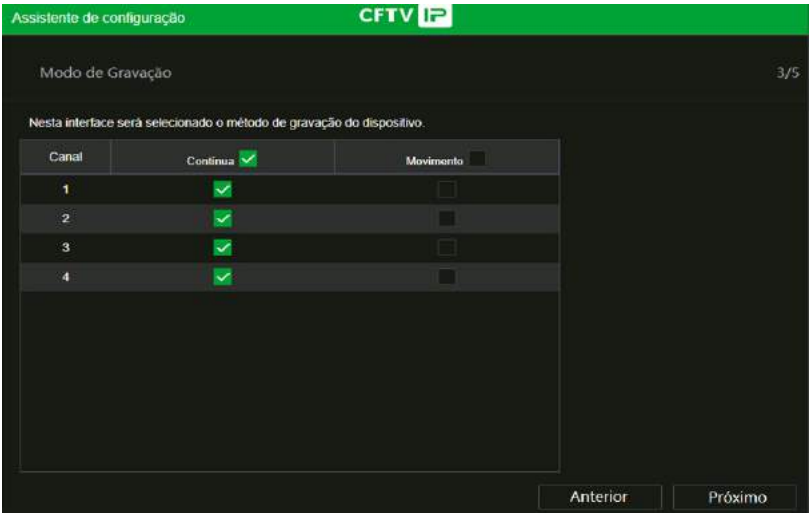 Assistente de configuração CFTV IP
Modo de Gravação 3/5
Nesta interface será selecionado o método de gravação do dispositivo.
Canal Contínua Movimento
1
2
3
4
Anterior Próximo